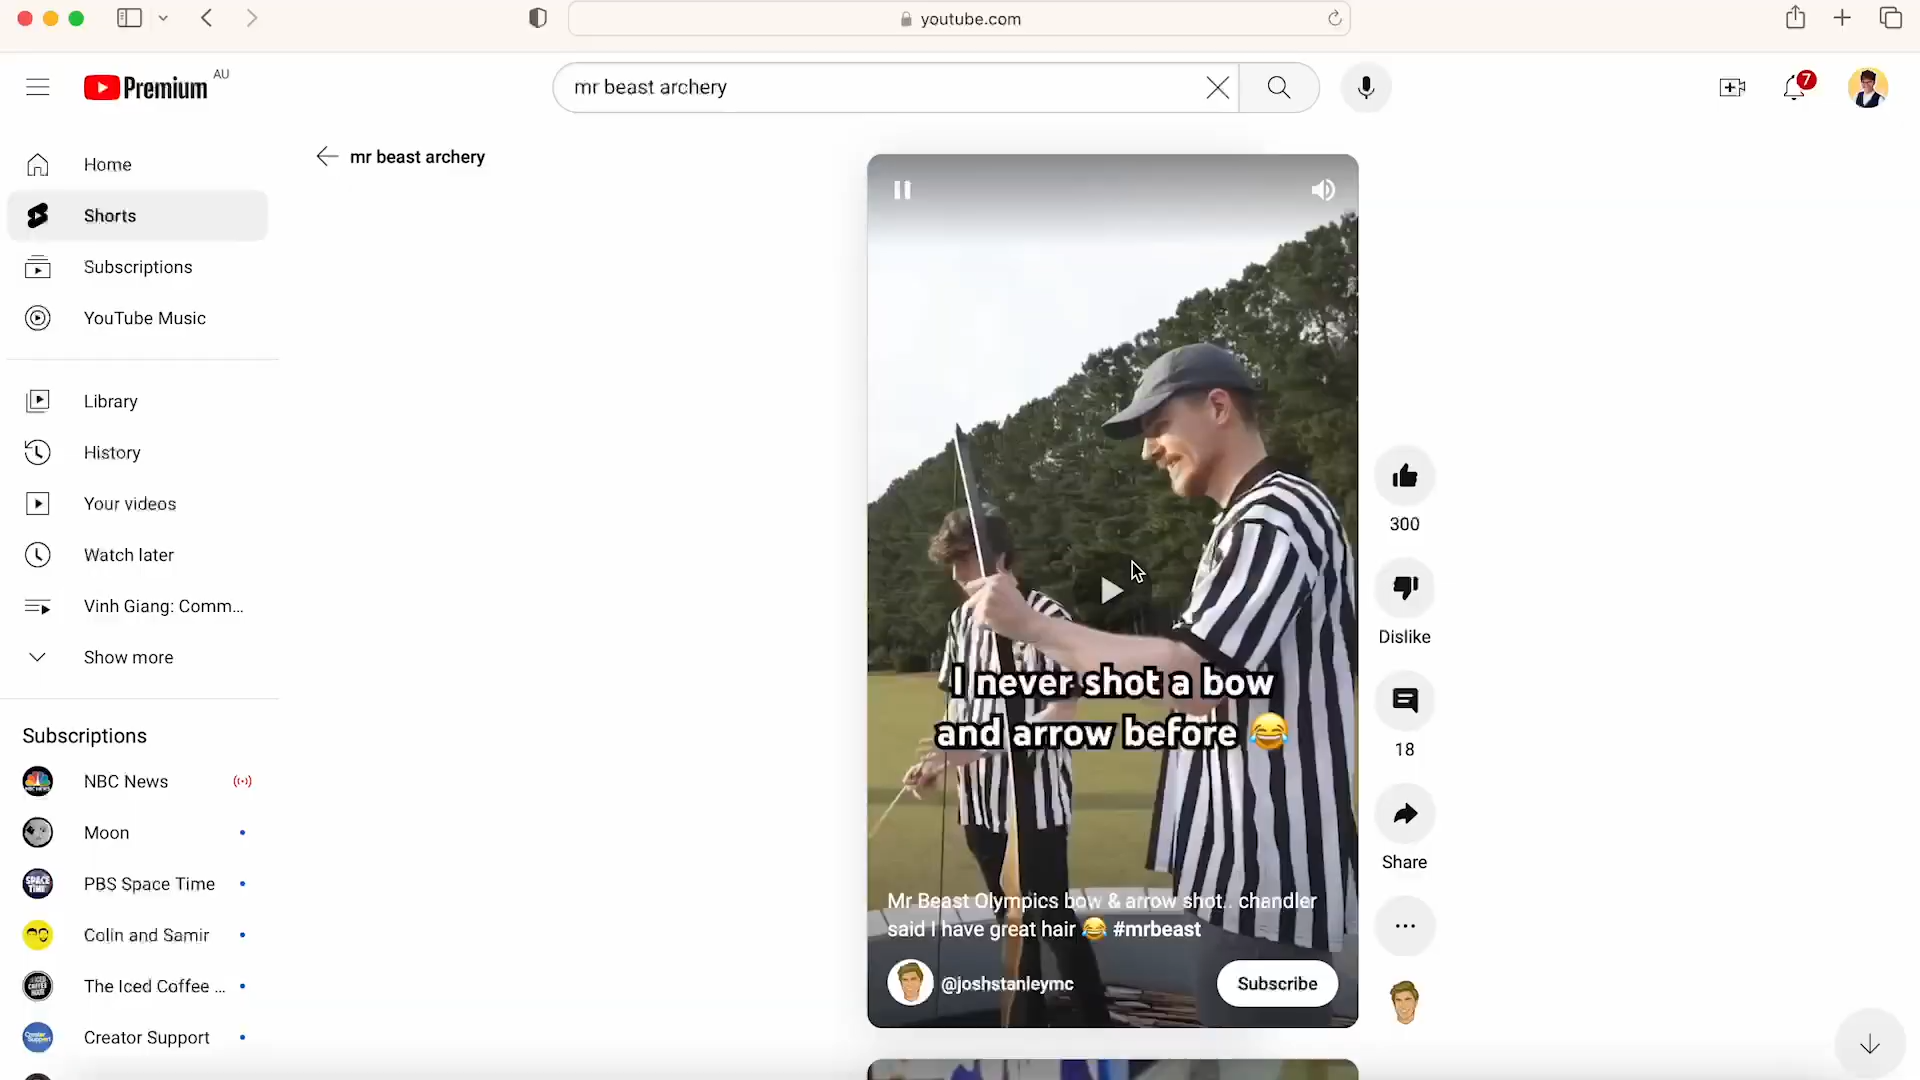 youtube.com
Premium
AU
mr beast archery
7
Home
Shorts
Subscriptions
YouTube Music
Library
History
Your videos
Watch later
Vinh Giang: Comm...
Show more
Subscriptions
NBC News
Moon
PBS Space Time
Colin and Samir
The Iced Coffee ...
Creator Support
mr beast archery
I never shot a bow
and arrow before 😂
Mr Beast Olympics bow & arrow shot.. chandler
said I have great hair 😂 #mrbeast
@joshstanleymc
Subscribe
300
Dislike
18
Share